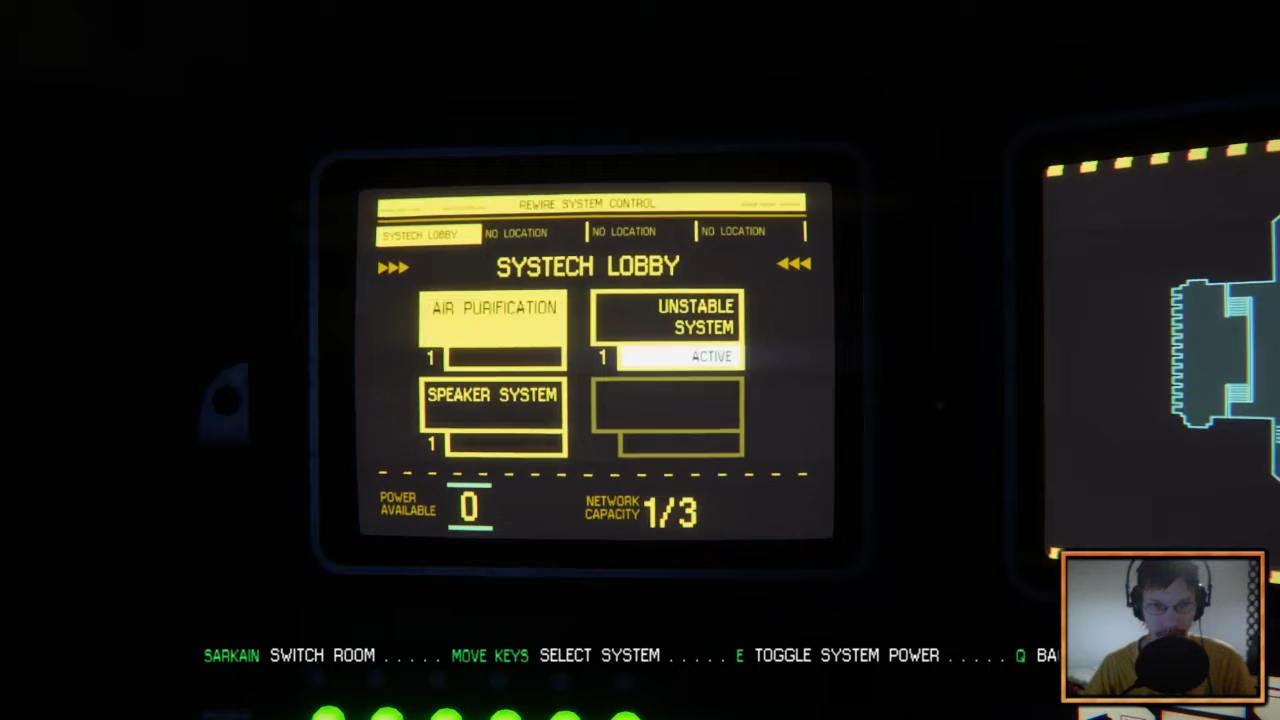 REWIRE SYSTEM CONTROL
SYSTECH LOBBY NO LOCATION NO LOCATION NO LOCATION
SYSTECH LOBBY
AIR PURIFICATION
1
UNSTABLE
SYSTEM
1 ACTIVE
SPEAKER SYSTEM
1
POWER
AVAILABLE
0
NETWORK
CAPACITY
1/3
SARKAIN SWITCH ROOM ..... MOVE KEYS SELECT SYSTEM ..... E TOGGLE SYSTEM POWER ..... Q BA